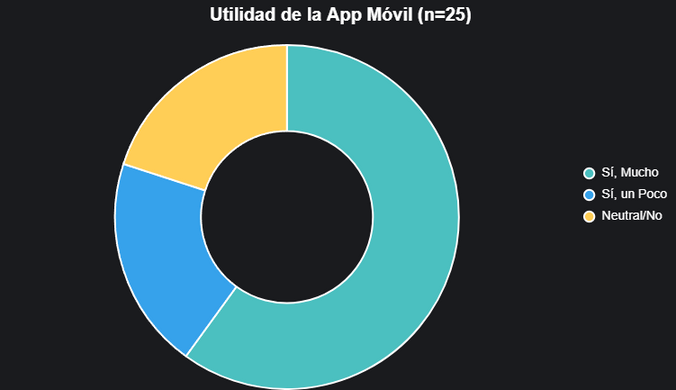 Utilidad de la App Móvil (n=25)
Sí, Mucho
Sí, un Poco
Neutral/No